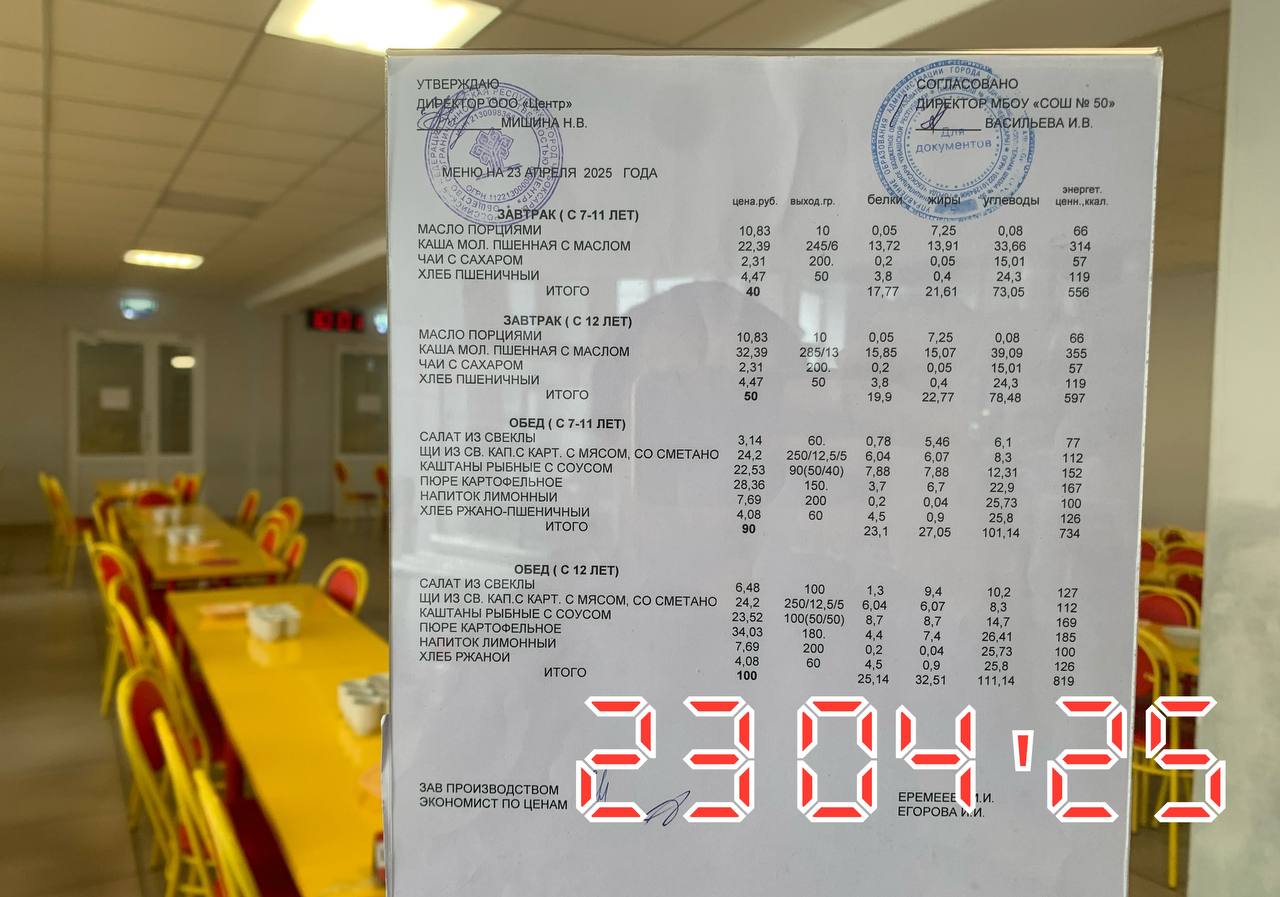 УТВЕРЖДАЮ
ДИРЕКТОР ООО «Центр»
МИШИНА Н.В.
СОГЛАСОВАНО
ДИРЕКТОР МБОУ «СОШ № 50»
ВАСИЛЬЕВА И.В.
Для
документов
МЕНЮ НА 23 АПРЕЛЯ 2025 ГОДА
цена.руб. выход.гр. белки жиры углеводы энергет. ценн.,ккал.
ЗАВТРАК ( С 7-11 ЛЕТ)
МАСЛО ПОРЦИЯМИ 10,83 10 0,05 7,25 0,08 66
КАША МОЛ. ПШЕННАЯ С МАСЛОМ 22,39 245/6 13,72 13,91 33,66 314
ЧАИ С САХАРОМ 2,31 200. 0,2 0,05 15,01 57
ХЛЕБ ПШЕНИЧНЫЙ 4,47 50 3,8 0,4 24,3 119
ИТОГО 40 17,77 21,61 73,05 556
ЗАВТРАК ( С 12 ЛЕТ)
МАСЛО ПОРЦИЯМИ 10,83 10 0,05 7,25 0,08 66
КАША МОЛ. ПШЕННАЯ С МАСЛОМ 32,39 285/13 15,85 15,07 39,09 355
ЧАИ С САХАРОМ 2,31 200. 0,2 0,05 15,01 57
ХЛЕБ ПШЕНИЧНЫЙ 4,47 50 3,8 0,4 24,3 119
ИТОГО 50 19,9 22,77 78,48 597
ОБЕД ( С 7-11 ЛЕТ)
САЛАТ ИЗ СВЕКЛЫ 3,14 60. 0,78 5,46 6,1 77
ЩИ ИЗ СВ. КАП.С КАРТ. С МЯСОМ, СО СМЕТАНО 24,2 250/12,5/5 6,04 6,07 8,3 112
КАШТАНЫ РЫБНЫЕ С СОУСОМ 22,53 90(50/40) 7,88 7,88 12,31 152
ПЮРЕ КАРТОФЕЛЬНОЕ 28,36 150. 3,7 6,7 22,9 167
НАПИТОК ЛИМОННЫЙ 7,69 200 0,2 0,04 25,73 100
ХЛЕБ РЖАНО-ПШЕНИЧНЫЙ 4,08 60 4,5 0,9 25,8 126
ИТОГО 90 23,1 27,05 101,14 734
ОБЕД ( С 12 ЛЕТ)
САЛАТ ИЗ СВЕКЛЫ 6,48 100 1,3 9,4 10,2 127
ЩИ ИЗ СВ. КАП.С КАРТ. С МЯСОМ, СО СМЕТАНО 24,2 250/12,5/5 6,04 6,07 8,3 112
КАШТАНЫ РЫБНЫЕ С СОУСОМ 23,52 100(50/50) 8,7 8,7 14,7 169
ПЮРЕ КАРТОФЕЛЬНОЕ 34,03 180. 4,4 7,4 26,41 185
НАПИТОК ЛИМОННЫЙ 7,69 200 0,2 0,04 25,73 100
ХЛЕБ РЖАНОЙ 4,08 60 4,5 0,9 25,8 126
ИТОГО 100 25,14 32,51 111,14 819
23 04 '25
ЗАВ ПРОИЗВОДСТВОМ
ЭКОНОМИСТ ПО ЦЕНАМ ЕГОРОВА И.И.